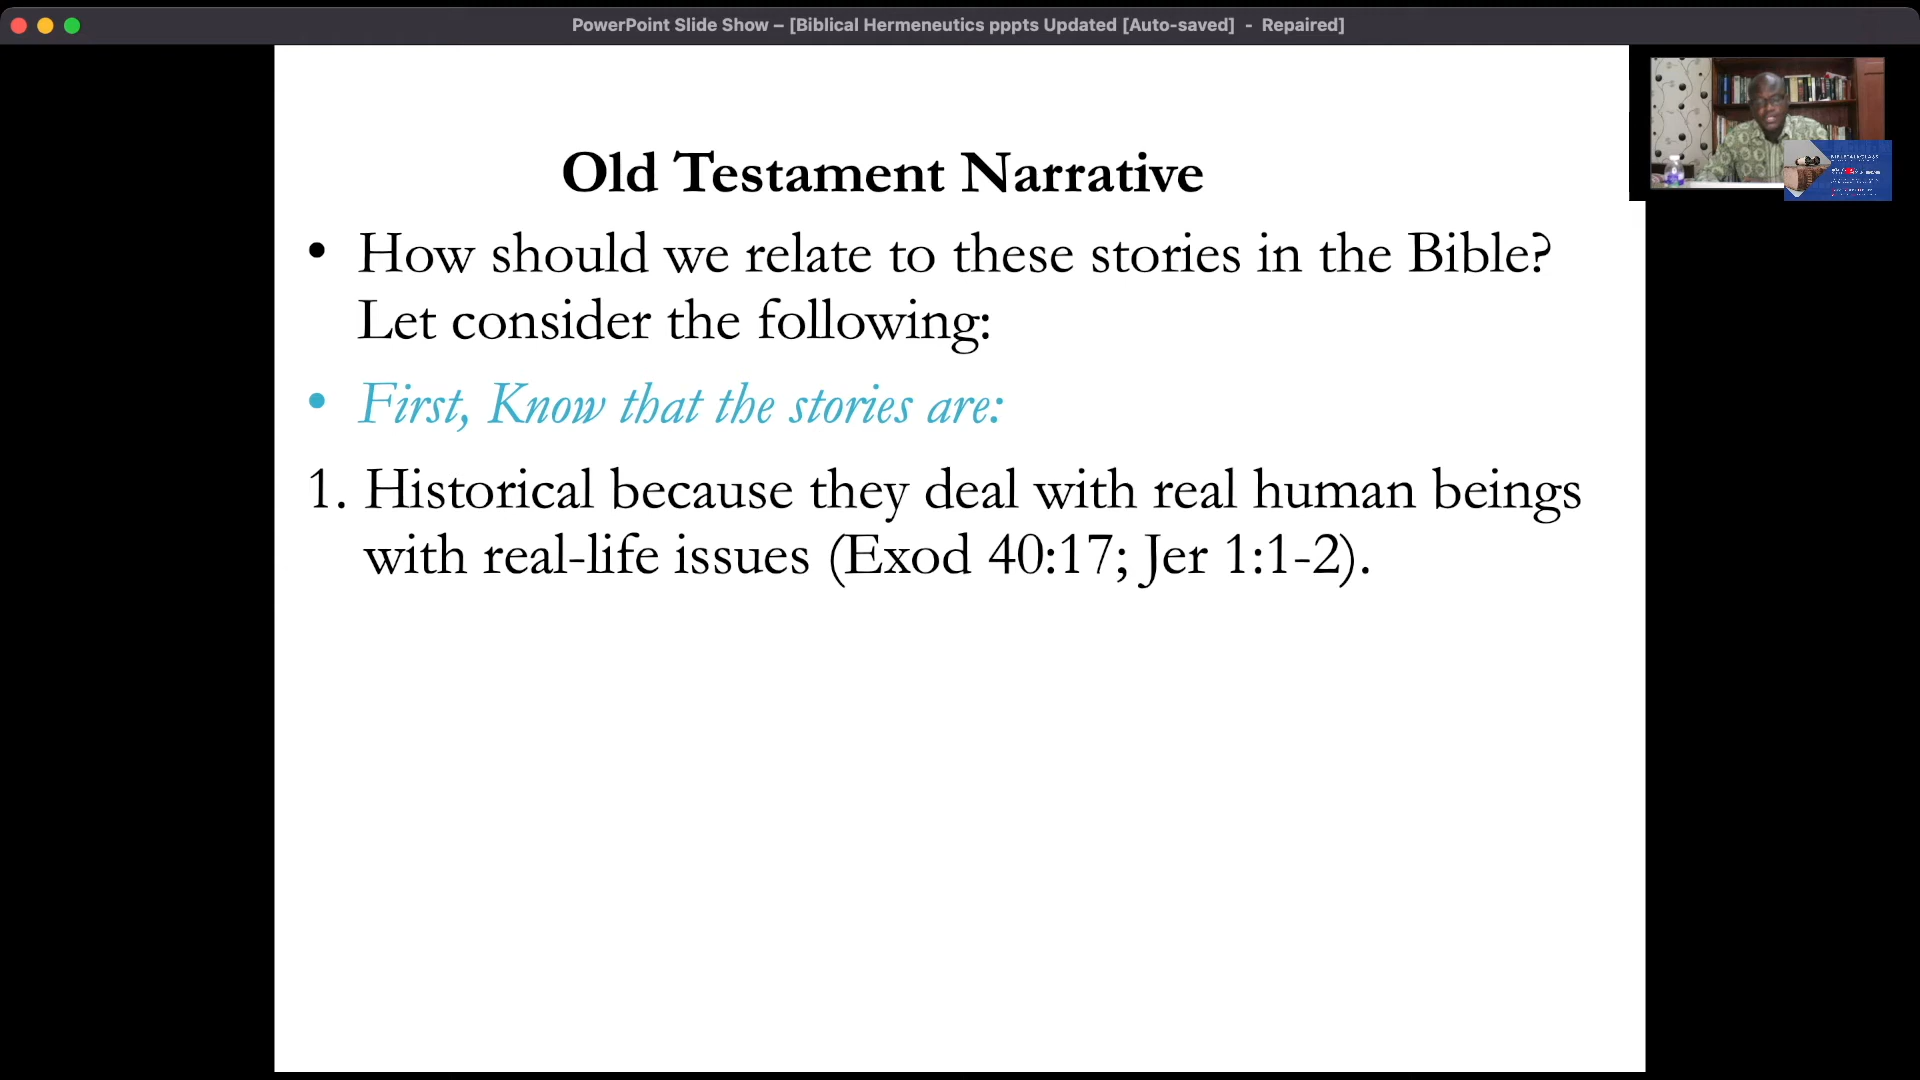 PowerPoint Slide Show – [Biblical Hermeneutics pppts Updated [Auto-saved]  -  Repaired]
Old Testament Narrative
• How should we relate to these stories in the Bible?
Let consider the following:
• First, Know that the stories are:
1. Historical because they deal with real human beings
with real-life issues (Exod 40:17; Jer 1:1-2).